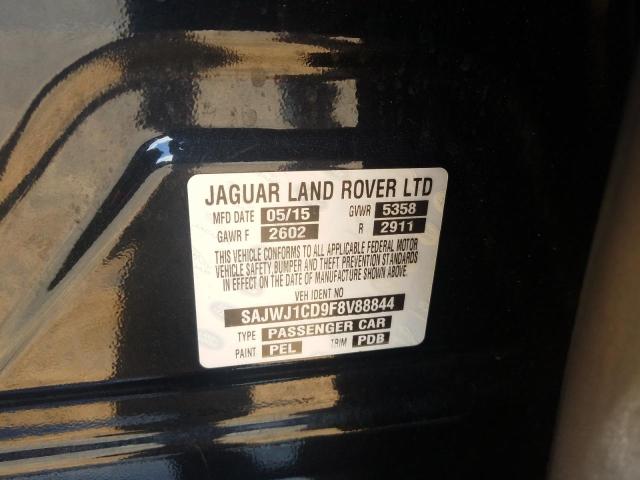 JAGUAR LAND ROVER LTD
MFD DATE 05/15 GVWR 5358
GAWR F 2602 R 2911
THIS VEHICLE CONFORMS TO ALL APPLICABLE FEDERAL MOTOR
VEHICLE SAFETY, BUMPER AND THEFT PREVENTION STANDARDS
IN EFFECT ON THE DATE OF MANUFACTURE SHOWN ABOVE.
VEH IDENT No
SAJWJ1CD9F8V88844
TYPE PASSENGER CAR
PAINT PEL TRIM PDB